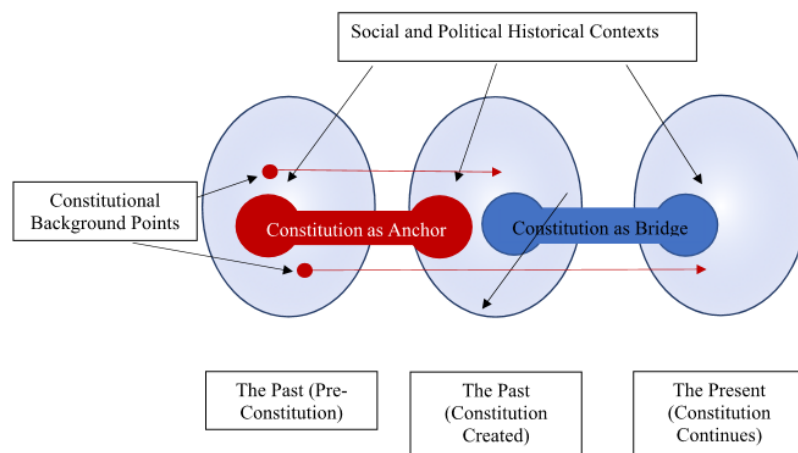 Social and Political Historical Contexts
Constitutional
Background Points
Constitution as Anchor
Constitution as Bridge
The Past (Pre-
Constitution)
The Past
(Constitution
Created)
The Present
(Constitution
Continues)